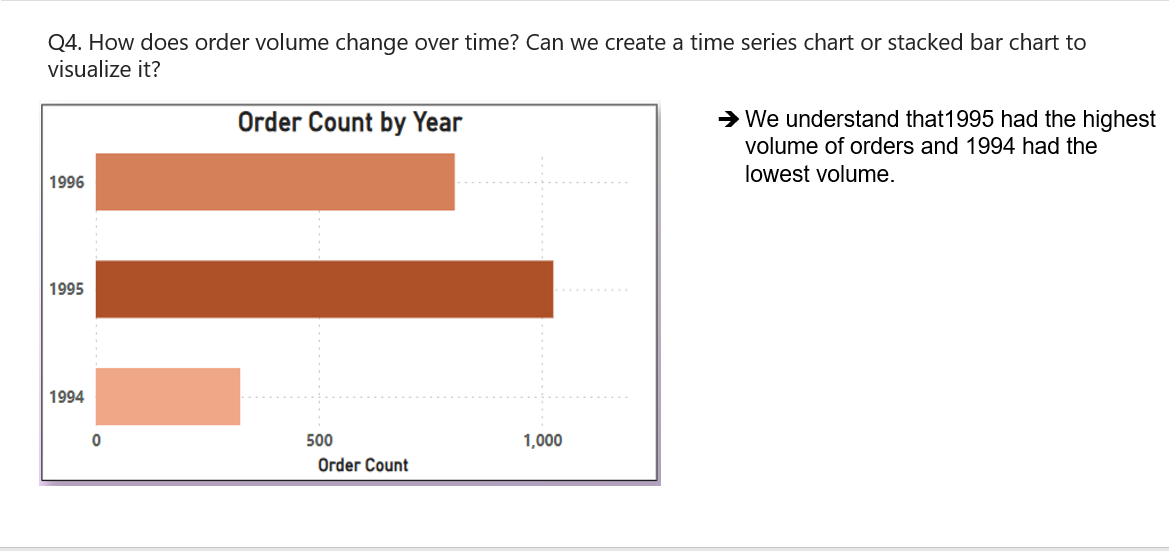 Q4. How does order volume change over time? Can we create a time series chart or stacked bar chart to
visualize it?
Order Count by Year
1996
1995
1994
0 500 1,000
Order Count
➔ We understand that1995 had the highest
volume of orders and 1994 had the
lowest volume.